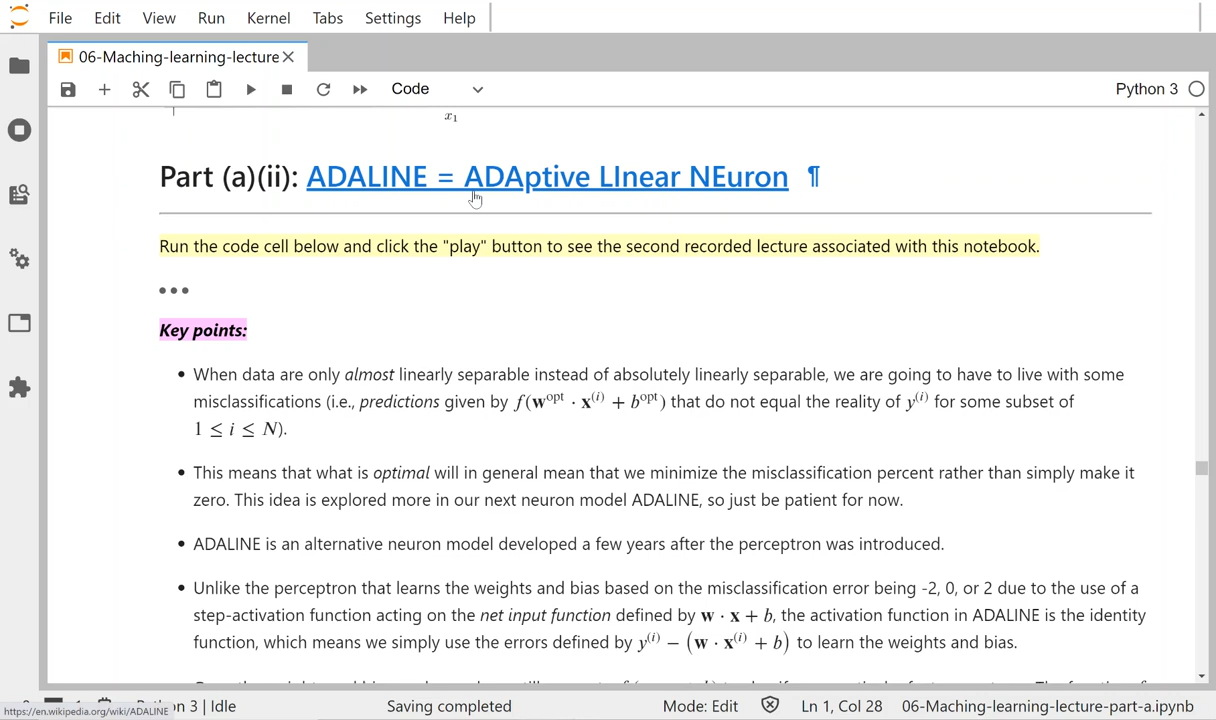 File Edit View Run Kernel Tabs Settings Help
06-Maching-learning-lecture
Code
Python 3
x₁
Part (a)(ii): ADALINE = ADAptive LInear NEuron ¶
Run the code cell below and click the "play" button to see the second recorded lecture associated with this notebook.
Key points:
• When data are only almost linearly separable instead of absolutely linearly separable, we are going to have to live with some
misclassifications (i.e., predictions given by f(w^opt · x^(i) + b^opt) that do not equal the reality of y^(i) for some subset of
1 ≤ i ≤ N).
• This means that what is optimal will in general mean that we minimize the misclassification percent rather than simply make it
zero. This idea is explored more in our next neuron model ADALINE, so just be patient for now.
• ADALINE is an alternative neuron model developed a few years after the perceptron was introduced.
• Unlike the perceptron that learns the weights and bias based on the misclassification error being -2, 0, or 2 due to the use of a
step-activation function acting on the net input function defined by w · x + b, the activation function in ADALINE is the identity
function, which means we simply use the errors defined by y^(i) − (w · x^(i) + b) to learn the weights and bias.
https://en.wikipedia.org/wiki/ADALINE
n 3 | Idle
Saving completed
Mode: Edit
Ln 1, Col 28
06-Maching-learning-lecture-part-a.ipynb